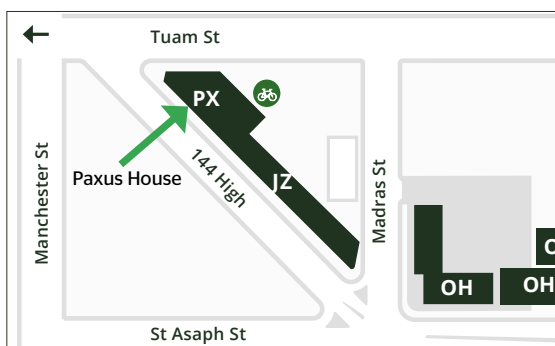 Tuam St
PX
144 High
Paxus House
JZ
Manchester St
Madras St
OH
OH
O
St Asaph St